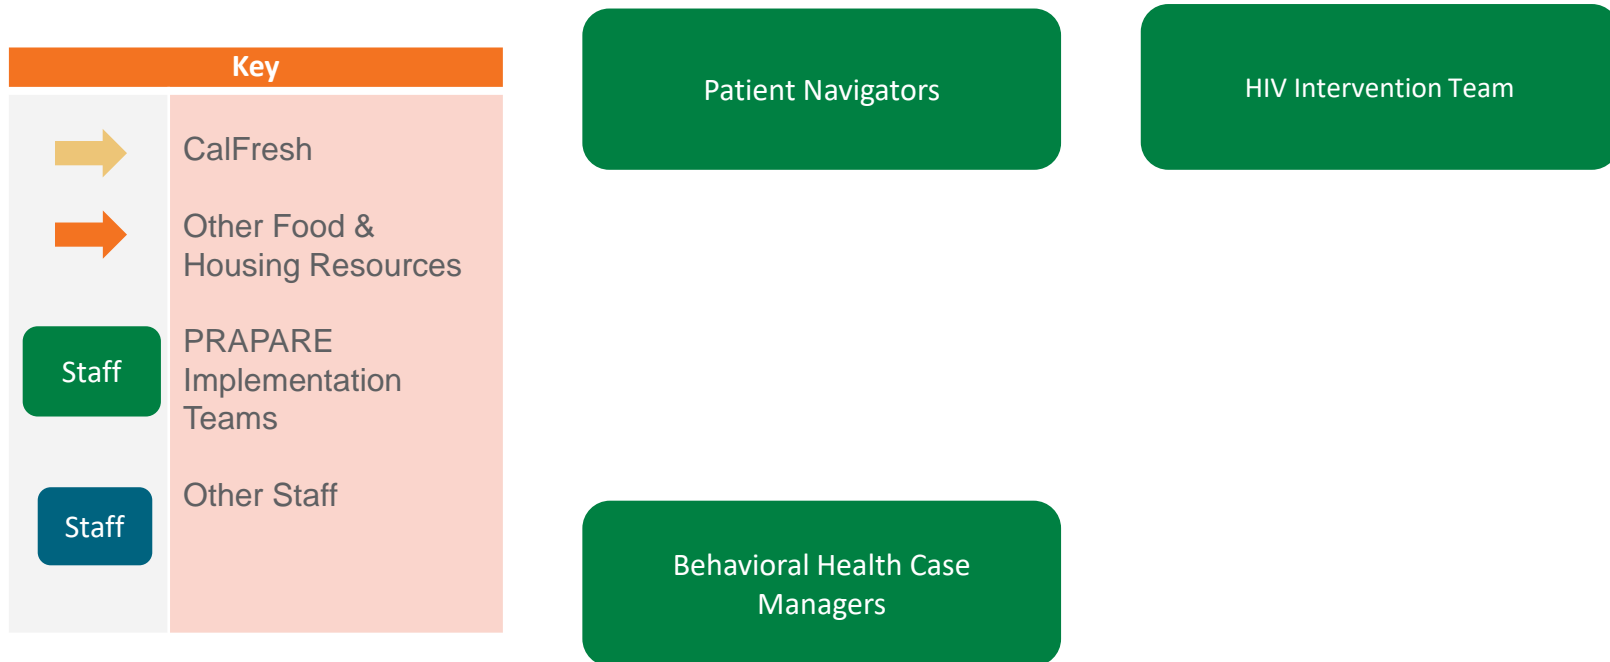 Key
CalFresh
Other Food &
Housing Resources
Staff
PRAPARE
Implementation
Teams
Staff
Other Staff
Patient Navigators
HIV Intervention Team
Behavioral Health Case
Managers